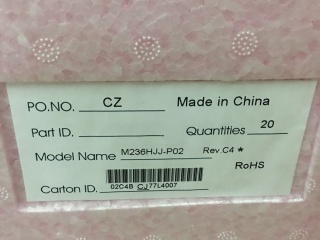 PO.NO. CZ Made in China
Part ID. Quantities 20
Model Name M236HJJ-P02 Rev.C4 *
RoHS
Carton ID. 02C4B CJ77L4007